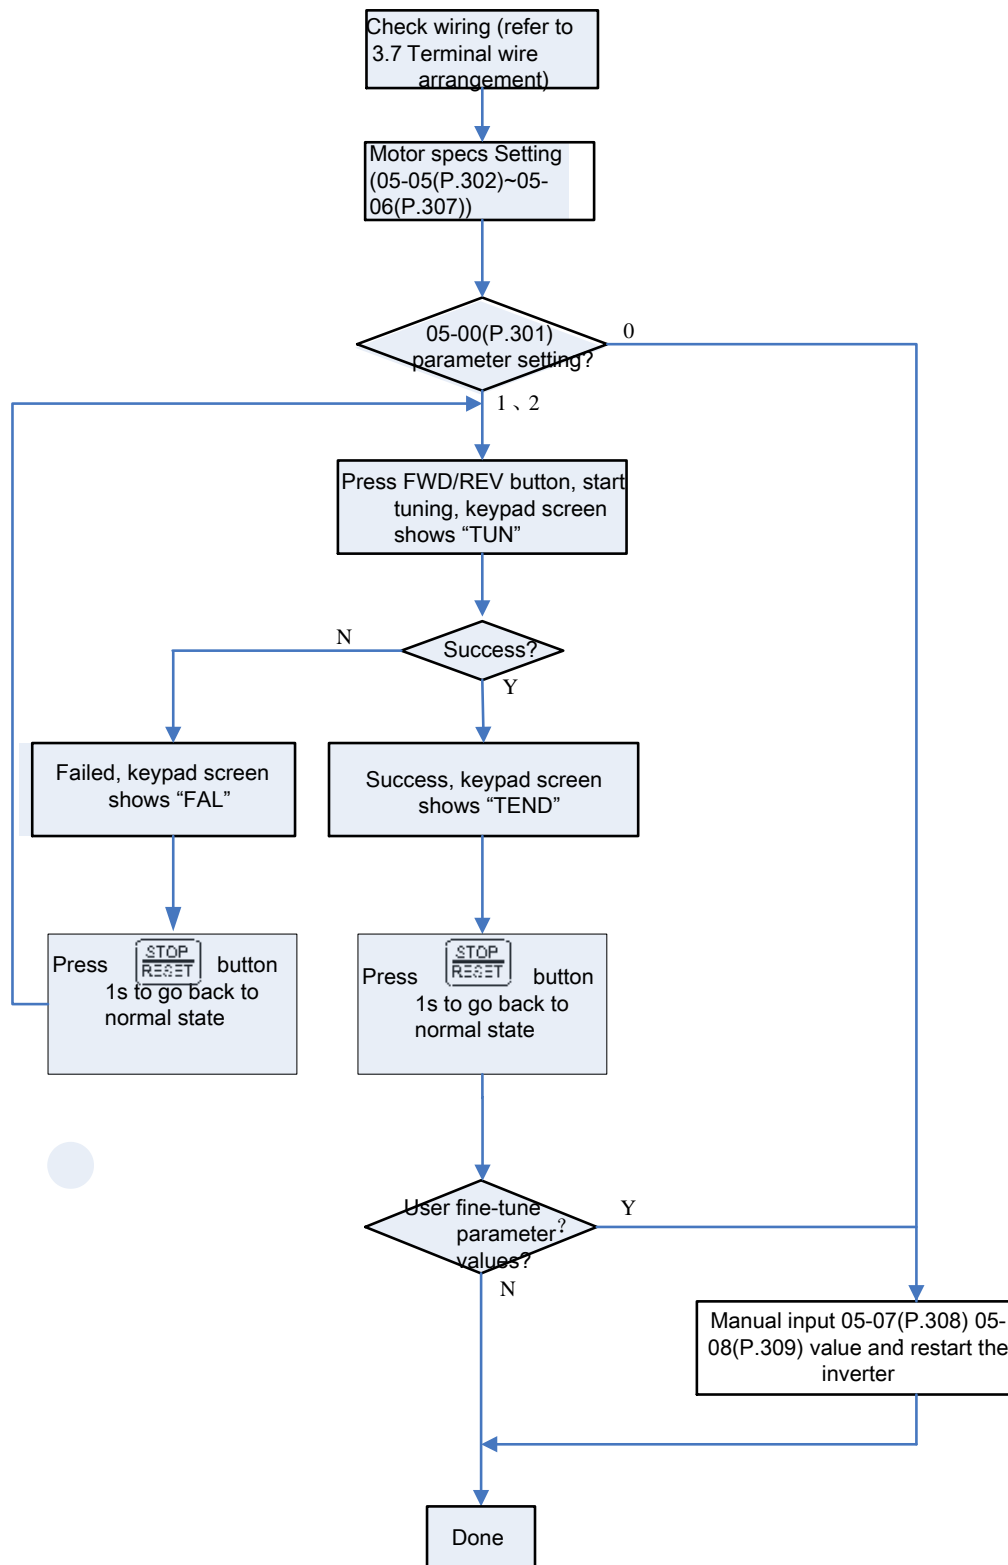 Check wiring (refer to
3.7 Terminal wire
arrangement)
Motor specs Setting
(05-05(P.302)~05-
06(P.307))
05-00(P.301)
parameter setting?
0
1 、2
Press FWD/REV button, start
tuning, keypad screen
shows “TUN”
Success?
N
Y
Failed, keypad screen
shows “FAL”
Success, keypad screen
shows “TEND”
Press STOP button
RESET
1s to go back to
normal state
Press STOP button
RESET
1s to go back to
normal state
User fine-tune
parameter ?
values?
Y
N
Manual input 05-07(P.308) 05-
08(P.309) value and restart the
inverter
Done